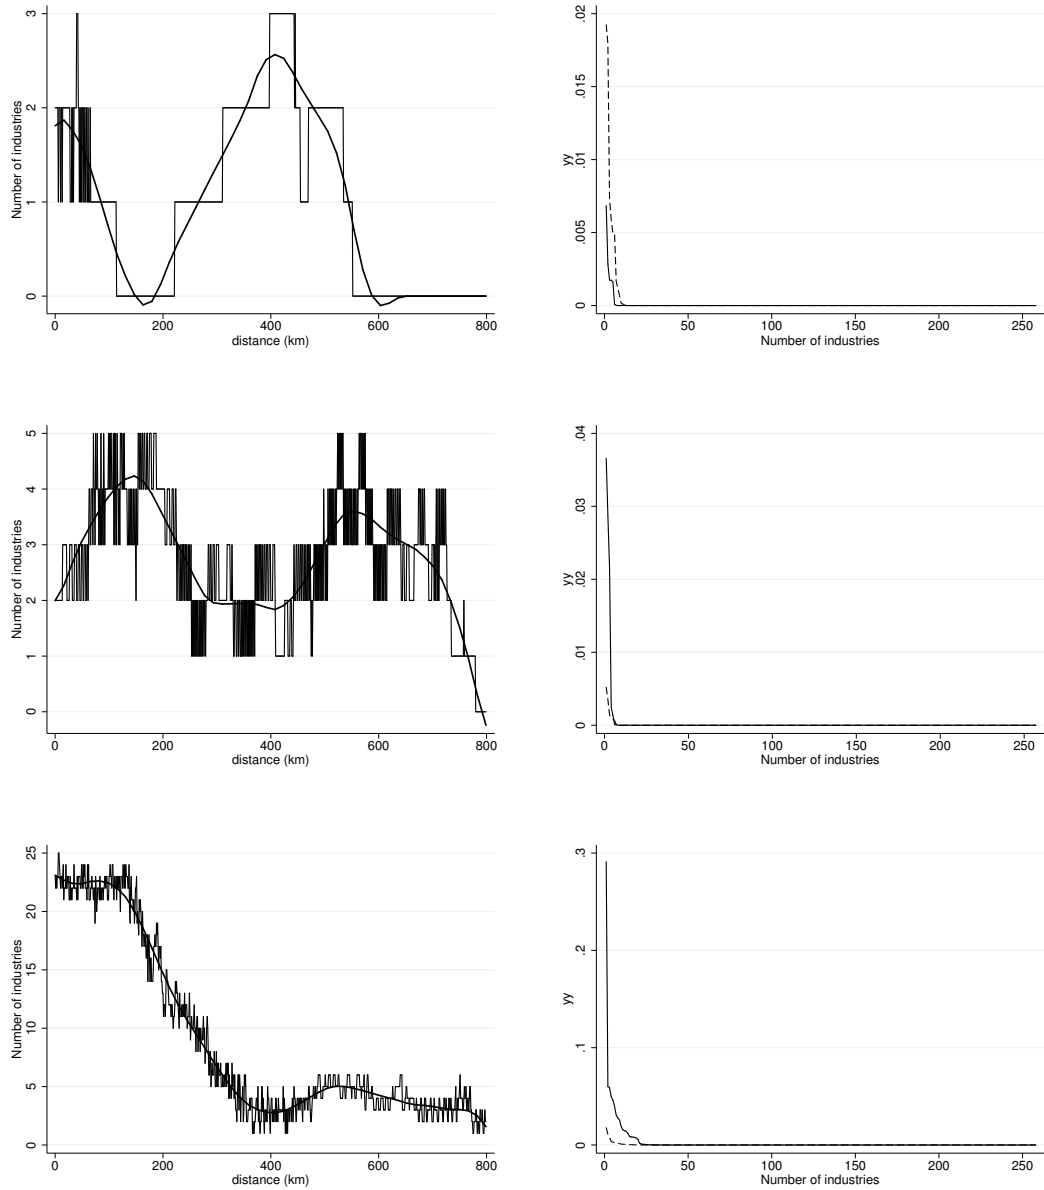 3
2
1
0
Number of industries
0 200 400 600 800
distance (km)
.02
.015
.01
.005
0
yy
0 50 100 150 200 250
Number of industries
5
4
3
2
1
0
Number of industries
0 200 400 600 800
distance (km)
.04
.03
.02
.01
0
yy
0 50 100 150 200 250
Number of industries
25
20
15
10
5
0
Number of industries
0 200 400 600 800
distance (km)
.3
.2
.1
0
yy
0 50 100 150 200 250
Number of industries